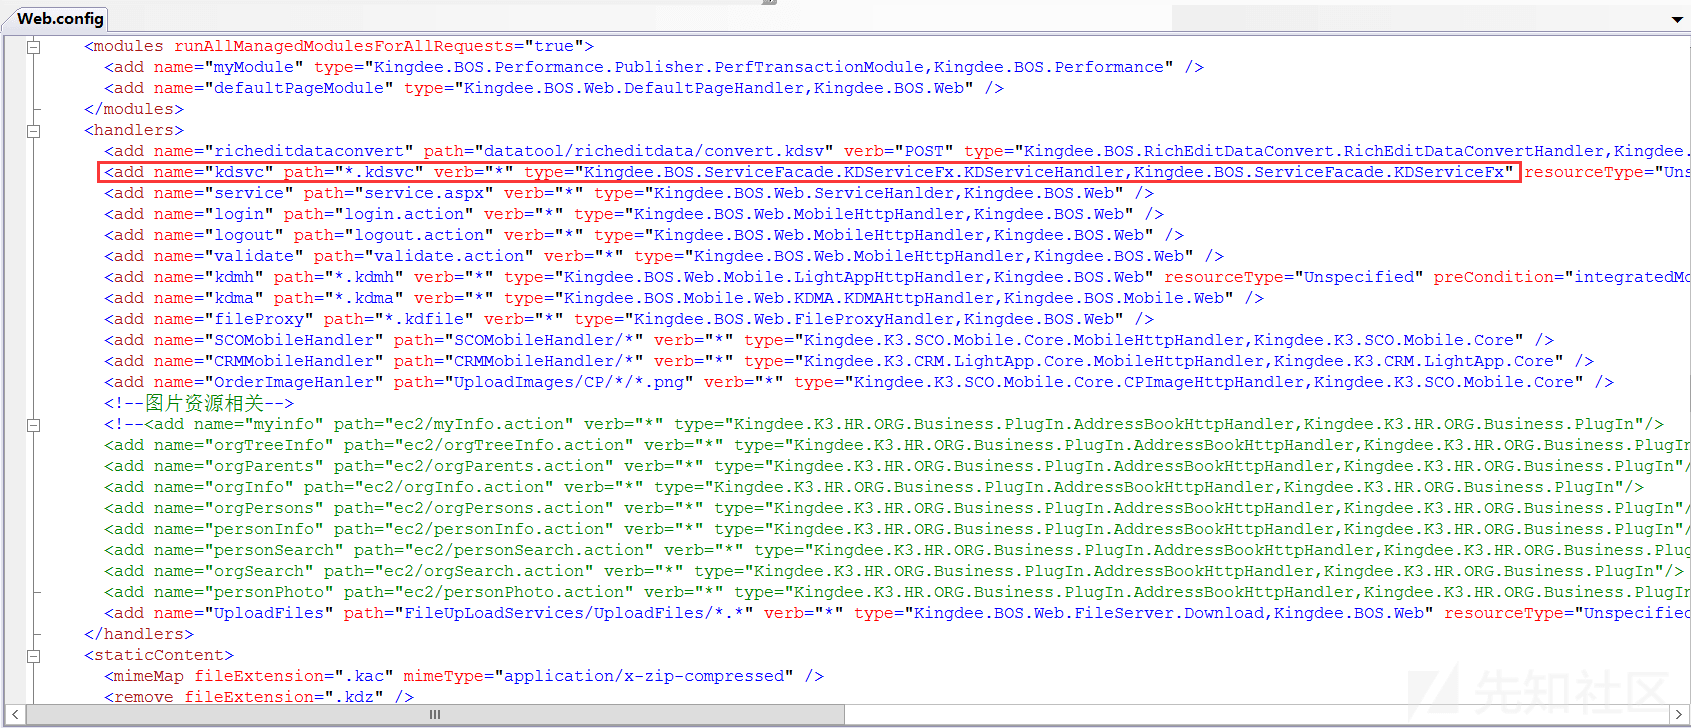 Web.config
<modules runAllManagedModulesForAllRequests="true">
<add name="myModule" type="Kingdee.BOS.Performance.Publisher.PerfTransactionModule,Kingdee.BOS.Performance" />
<add name="defaultPageModule" type="Kingdee.BOS.Web.DefaultPageHandler,Kingdee.BOS.Web" />
</modules>
<handlers>
<add name="richeditdataconvert" path="datatool/richeditdata/convert.kdsv" verb="POST" type="Kingdee.BOS.RichEditDataConvert.RichEditDataConvertHandler,Kingdee.
<add name="kdsvc" path="*.kdsvc" verb="*" type="Kingdee.BOS.ServiceFacade.KDServiceFx.KDServiceHandler,Kingdee.BOS.ServiceFacade.KDServiceFx" resourceType="Uns
<add name="service" path="service.aspx" verb="*" type="Kingdee.BOS.Web.ServiceHanlder,Kingdee.BOS.Web" />
<add name="login" path="login.action" verb="*" type="Kingdee.BOS.Web.MobileHttpHandler,Kingdee.BOS.Web" />
<add name="logout" path="logout.action" verb="*" type="Kingdee.BOS.Web.MobileHttpHandler,Kingdee.BOS.Web" />
<add name="validate" path="validate.action" verb="*" type="Kingdee.BOS.Web.MobileHttpHandler,Kingdee.BOS.Web" />
<add name="kdmh" path="*.kdmh" verb="*" type="Kingdee.BOS.Web.Mobile.LightAppHttpHandler,Kingdee.BOS.Web" resourceType="Unspecified" preCondition="integratedMo
<add name="kdma" path="*.kdma" verb="*" type="Kingdee.BOS.Mobile.Web.KDMA.KDMAHttpHandler,Kingdee.BOS.Mobile.Web" />
<add name="fileProxy" path="*.kdfile" verb="*" type="Kingdee.BOS.Web.FileProxyHandler,Kingdee.BOS.Web" />
<add name="SCOMobileHandler" path="SCOMobileHandler/*" verb="*" type="Kingdee.K3.SCO.Mobile.Core.MobileHttpHandler,Kingdee.K3.SCO.Mobile.Core" />
<add name="CRMMobileHandler" path="CRMMobileHandler/*" verb="*" type="Kingdee.K3.CRM.LightApp.Core.MobileHttpHandler,Kingdee.K3.CRM.LightApp.Core" />
<add name="OrderImageHanler" path="UploadImages/CP/*/*.png" verb="*" type="Kingdee.K3.SCO.Mobile.Core.CPImageHttpHandler,Kingdee.K3.SCO.Mobile.Core" />
<!--图片资源相关-->
<!--<add name="myinfo" path="ec2/myInfo.action" verb="*" type="Kingdee.K3.HR.ORG.Business.PlugIn.AddressBookHttpHandler,Kingdee.K3.HR.ORG.Business.PlugIn"/>
<add name="orgTreeInfo" path="ec2/orgTreeInfo.action" verb="*" type="Kingdee.K3.HR.ORG.Business.PlugIn.AddressBookHttpHandler,Kingdee.K3.HR.ORG.Business.PlugIn
<add name="orgParents" path="ec2/orgParents.action" verb="*" type="Kingdee.K3.HR.ORG.Business.PlugIn.AddressBookHttpHandler,Kingdee.K3.HR.ORG.Business.PlugIn"/
<add name="orgInfo" path="ec2/orgInfo.action" verb="*" type="Kingdee.K3.HR.ORG.Business.PlugIn.AddressBookHttpHandler,Kingdee.K3.HR.ORG.Business.PlugIn"/>
<add name="orgPersons" path="ec2/orgPersons.action" verb="*" type="Kingdee.K3.HR.ORG.Business.PlugIn.AddressBookHttpHandler,Kingdee.K3.HR.ORG.Business.PlugIn"/
<add name="personInfo" path="ec2/personInfo.action" verb="*" type="Kingdee.K3.HR.ORG.Business.PlugIn.AddressBookHttpHandler,Kingdee.K3.HR.ORG.Business.PlugIn"/
<add name="personSearch" path="ec2/personSearch.action" verb="*" type="Kingdee.K3.HR.ORG.Business.PlugIn.AddressBookHttpHandler,Kingdee.K3.HR.ORG.Business.Plug
<add name="orgSearch" path="ec2/orgSearch.action" verb="*" type="Kingdee.K3.HR.ORG.Business.PlugIn.AddressBookHttpHandler,Kingdee.K3.HR.ORG.Business.PlugIn"/>
<add name="personPhoto" path="ec2/personPhoto.action" verb="*" type="Kingdee.K3.HR.ORG.Business.PlugIn.AddressBookHttpHandler,Kingdee.K3.HR.ORG.Business.PlugIn
<add name="UploadFiles" path="FileUpLoadServices/UploadFiles/*.*" verb="*" type="Kingdee.BOS.Web.FileServer.Download,Kingdee.BOS.Web" resourceType="Unspecified
</handlers>
<staticContent>
<mimeMap fileExtension=".kac" mimeType="application/x-zip-compressed" />
<remove fileExtension=".kdz" />
先知社区